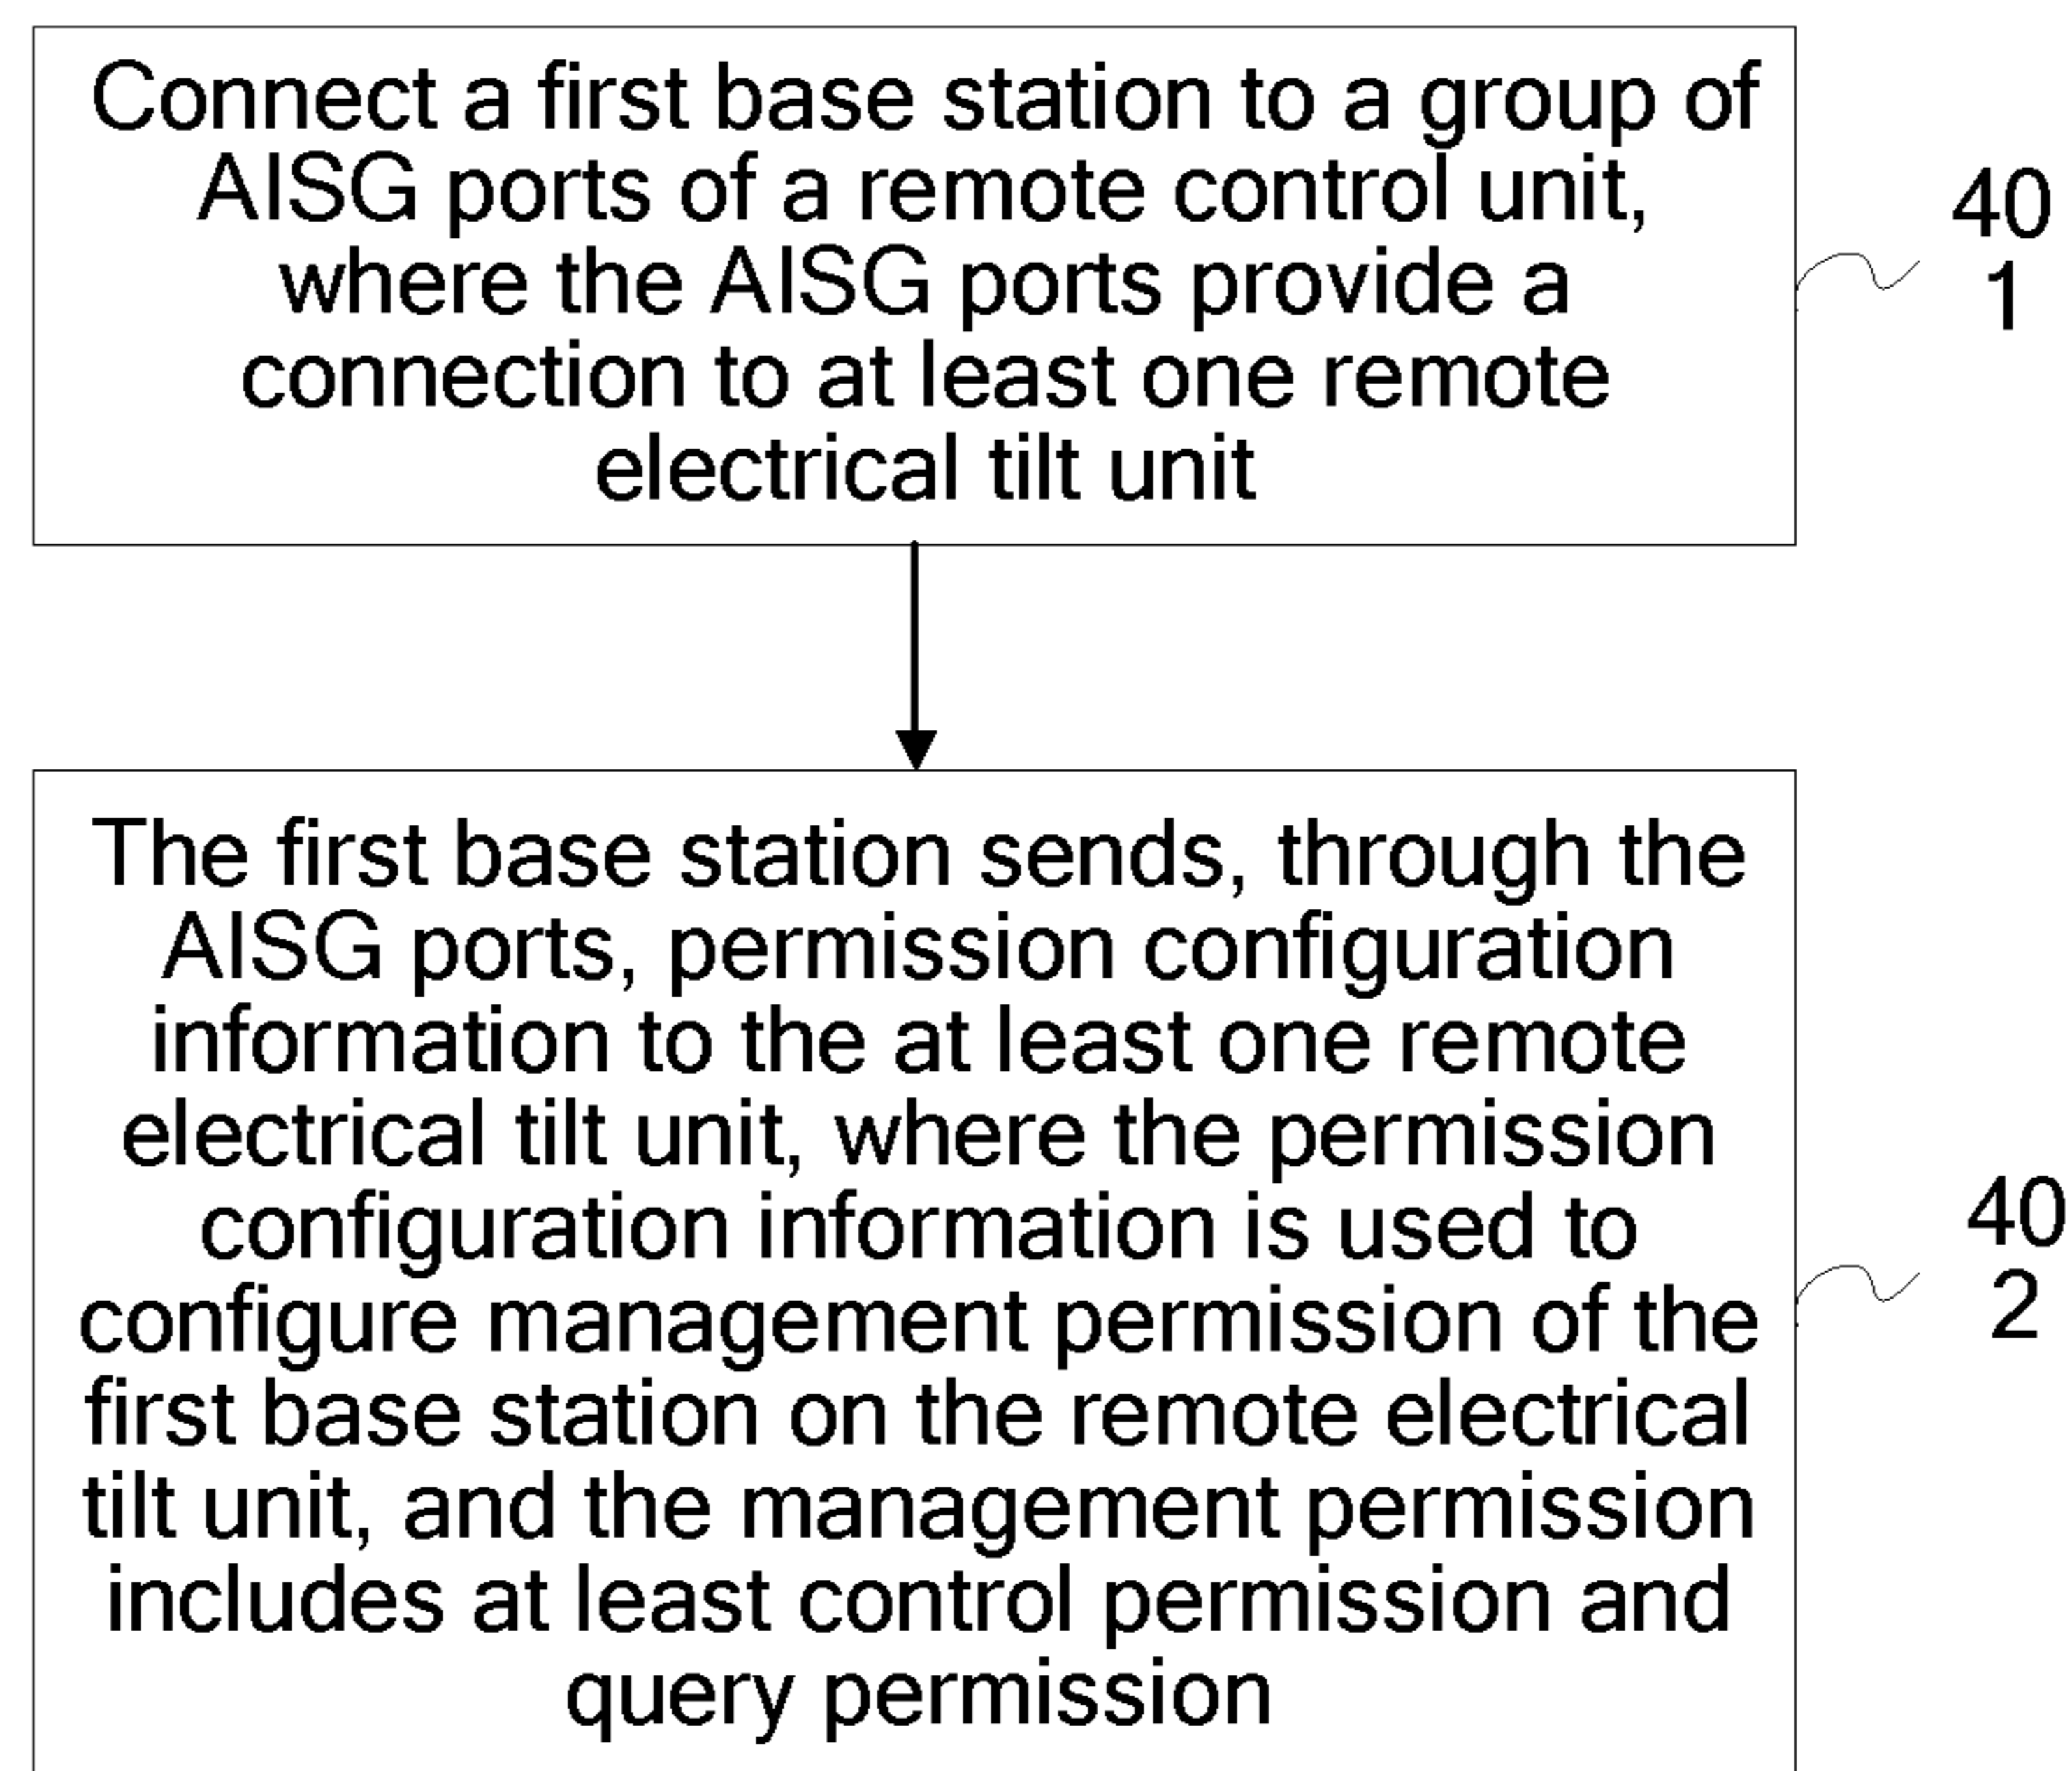 Connect a first base station to a group of
AISG ports of a remote control unit,
where the AISG ports provide a
connection to at least one remote
electrical tilt unit
40
1
The first base station sends, through the
AISG ports, permission configuration
information to the at least one remote
electrical tilt unit, where the permission
configuration information is used to
configure management permission of the
first base station on the remote electrical
tilt unit, and the management permission
includes at least control permission and
query permission
40
2